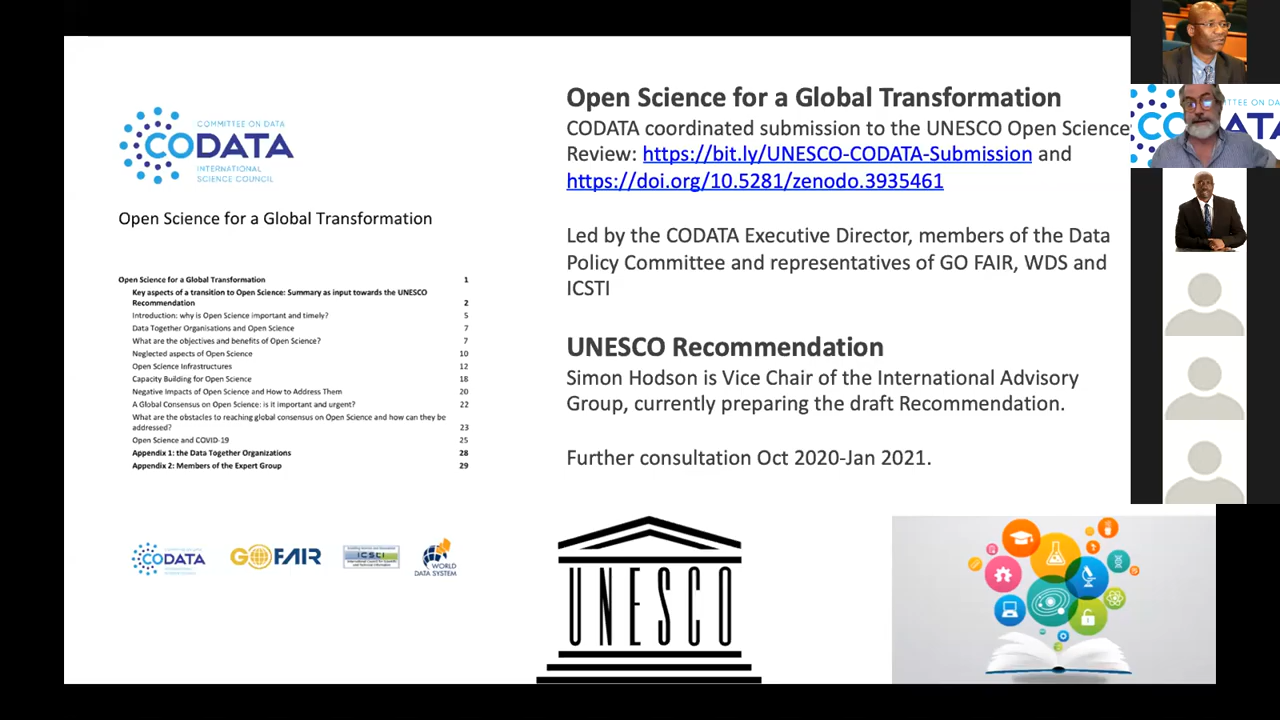 COMMITTEE ON DATA
CODATA
INTERNATIONAL
SCIENCE COUNCIL
Open Science for a Global Transformation
Open Science for a Global Transformation 1
Key aspects of a transition to Open Science: Summary as input towards the UNESCO
Recommendation 2
Introduction: why is Open Science important and timely? 5
Data Together Organisations and Open Science 7
What are the objectives and benefits of Open Science? 7
Neglected aspects of Open Science 10
Open Science Infrastructures 12
Capacity Building for Open Science 18
Negative Impacts of Open Science and How to Address Them 20
A Global Consensus on Open Science: is it important and urgent? 22
What are the obstacles to reaching global consensus on Open Science and how can they be
addressed? 23
Open Science and COVID-19 25
Appendix 1: the Data Together Organizations 28
Appendix 2: Members of the Expert Group 29
CODATA
GO FAIR
ICSTI
WORLD
DATA SYSTEM
Open Science for a Global Transformation
CODATA coordinated submission to the UNESCO Open Science
Review: https://bit.ly/UNESCO-CODATA-Submission and
https://doi.org/10.5281/zenodo.3935461
Led by the CODATA Executive Director, members of the Data
Policy Committee and representatives of GO FAIR, WDS and
ICSTI
UNESCO Recommendation
Simon Hodson is Vice Chair of the International Advisory
Group, currently preparing the draft Recommendation.
Further consultation Oct 2020-Jan 2021.
UNESCO